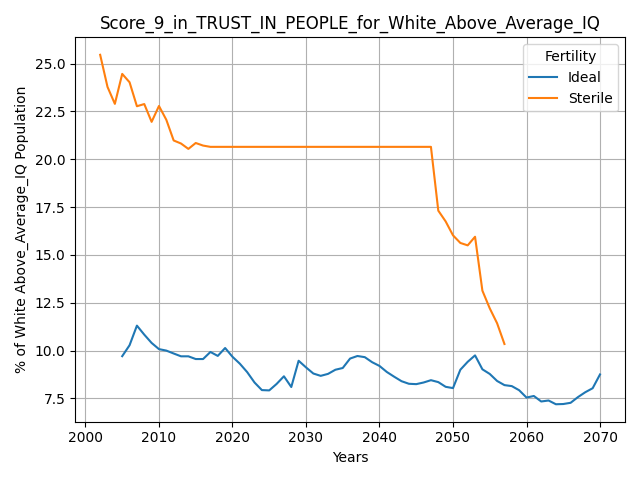 Score_9_in_TRUST_IN_PEOPLE_for_White_Above_Average_IQ
% of White Above_Average_IQ Population
25.0
22.5
20.0
17.5
15.0
12.5
10.0
7.5
Fertility
Ideal
Sterile
2000 2010 2020 2030 2040 2050 2060 2070
Years